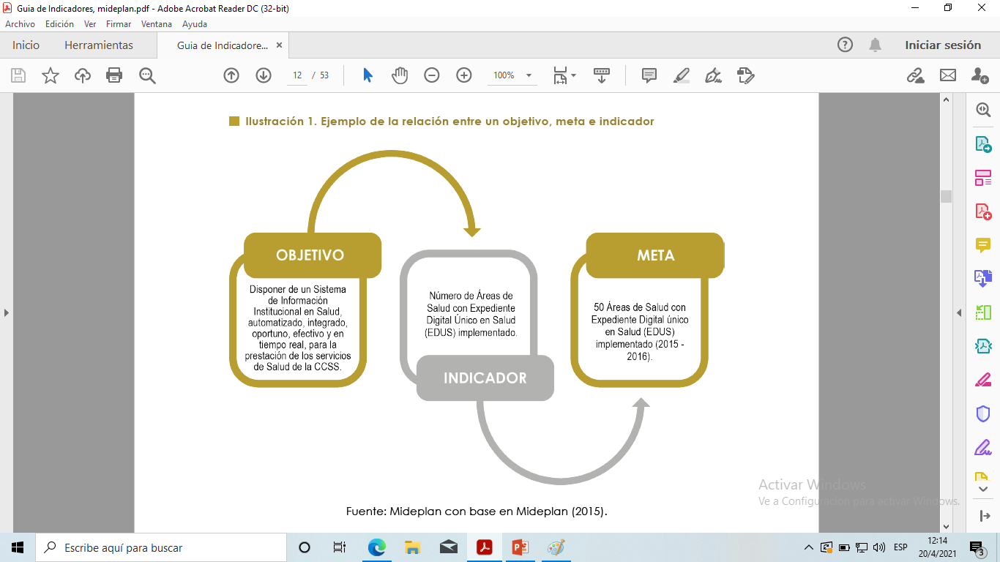 Guia de Indicadores, mideplan.pdf - Adobe Acrobat Reader DC (32-bit)
Archivo Edición Ver Firmar Ventana Ayuda
Inicio Herramientas Guia de Indicadore... × Iniciar sesión
12 / 53 100%
Ilustración 1. Ejemplo de la relación entre un objetivo, meta e indicador
OBJETIVO
Disponer de un Sistema
de Información
Institucional en Salud,
automatizado, integrado,
oportuno, efectivo y en
tiempo real, para la
prestación de los servicios
de Salud de la CCSS.
Número de Áreas de
Salud con Expediente
Digital Único en Salud
(EDUS) implementado.
INDICADOR
META
50 Áreas de Salud con
Expediente Digital único
en Salud (EDUS)
implementado (2015 -
2016).
Fuente: Mideplan con base en Mideplan (2015).
Activar Windows
Ve a Configuración para activar Windows.
Escribe aquí para buscar
ESP
12:14
20/4/2021
3